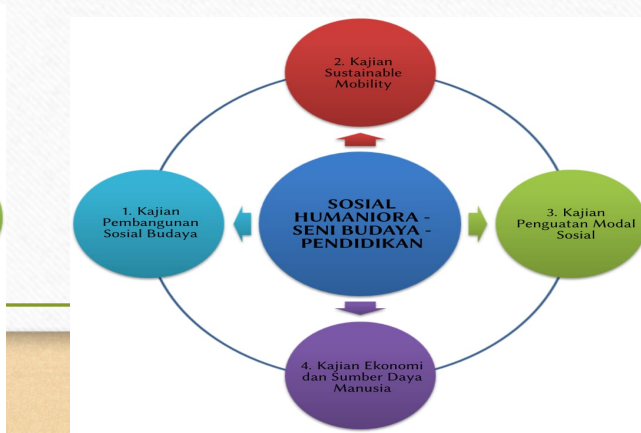 2. Kajian
Sustainable
Mobility
1. Kajian
Pembangunan
Sosial Budaya
SOSIAL
HUMANIORA -
SENI BUDAYA -
PENDIDIKAN
3. Kajian
Penguatan Modal
Sosial
4. Kajian Ekonomi
dan Sumber Daya
Manusia